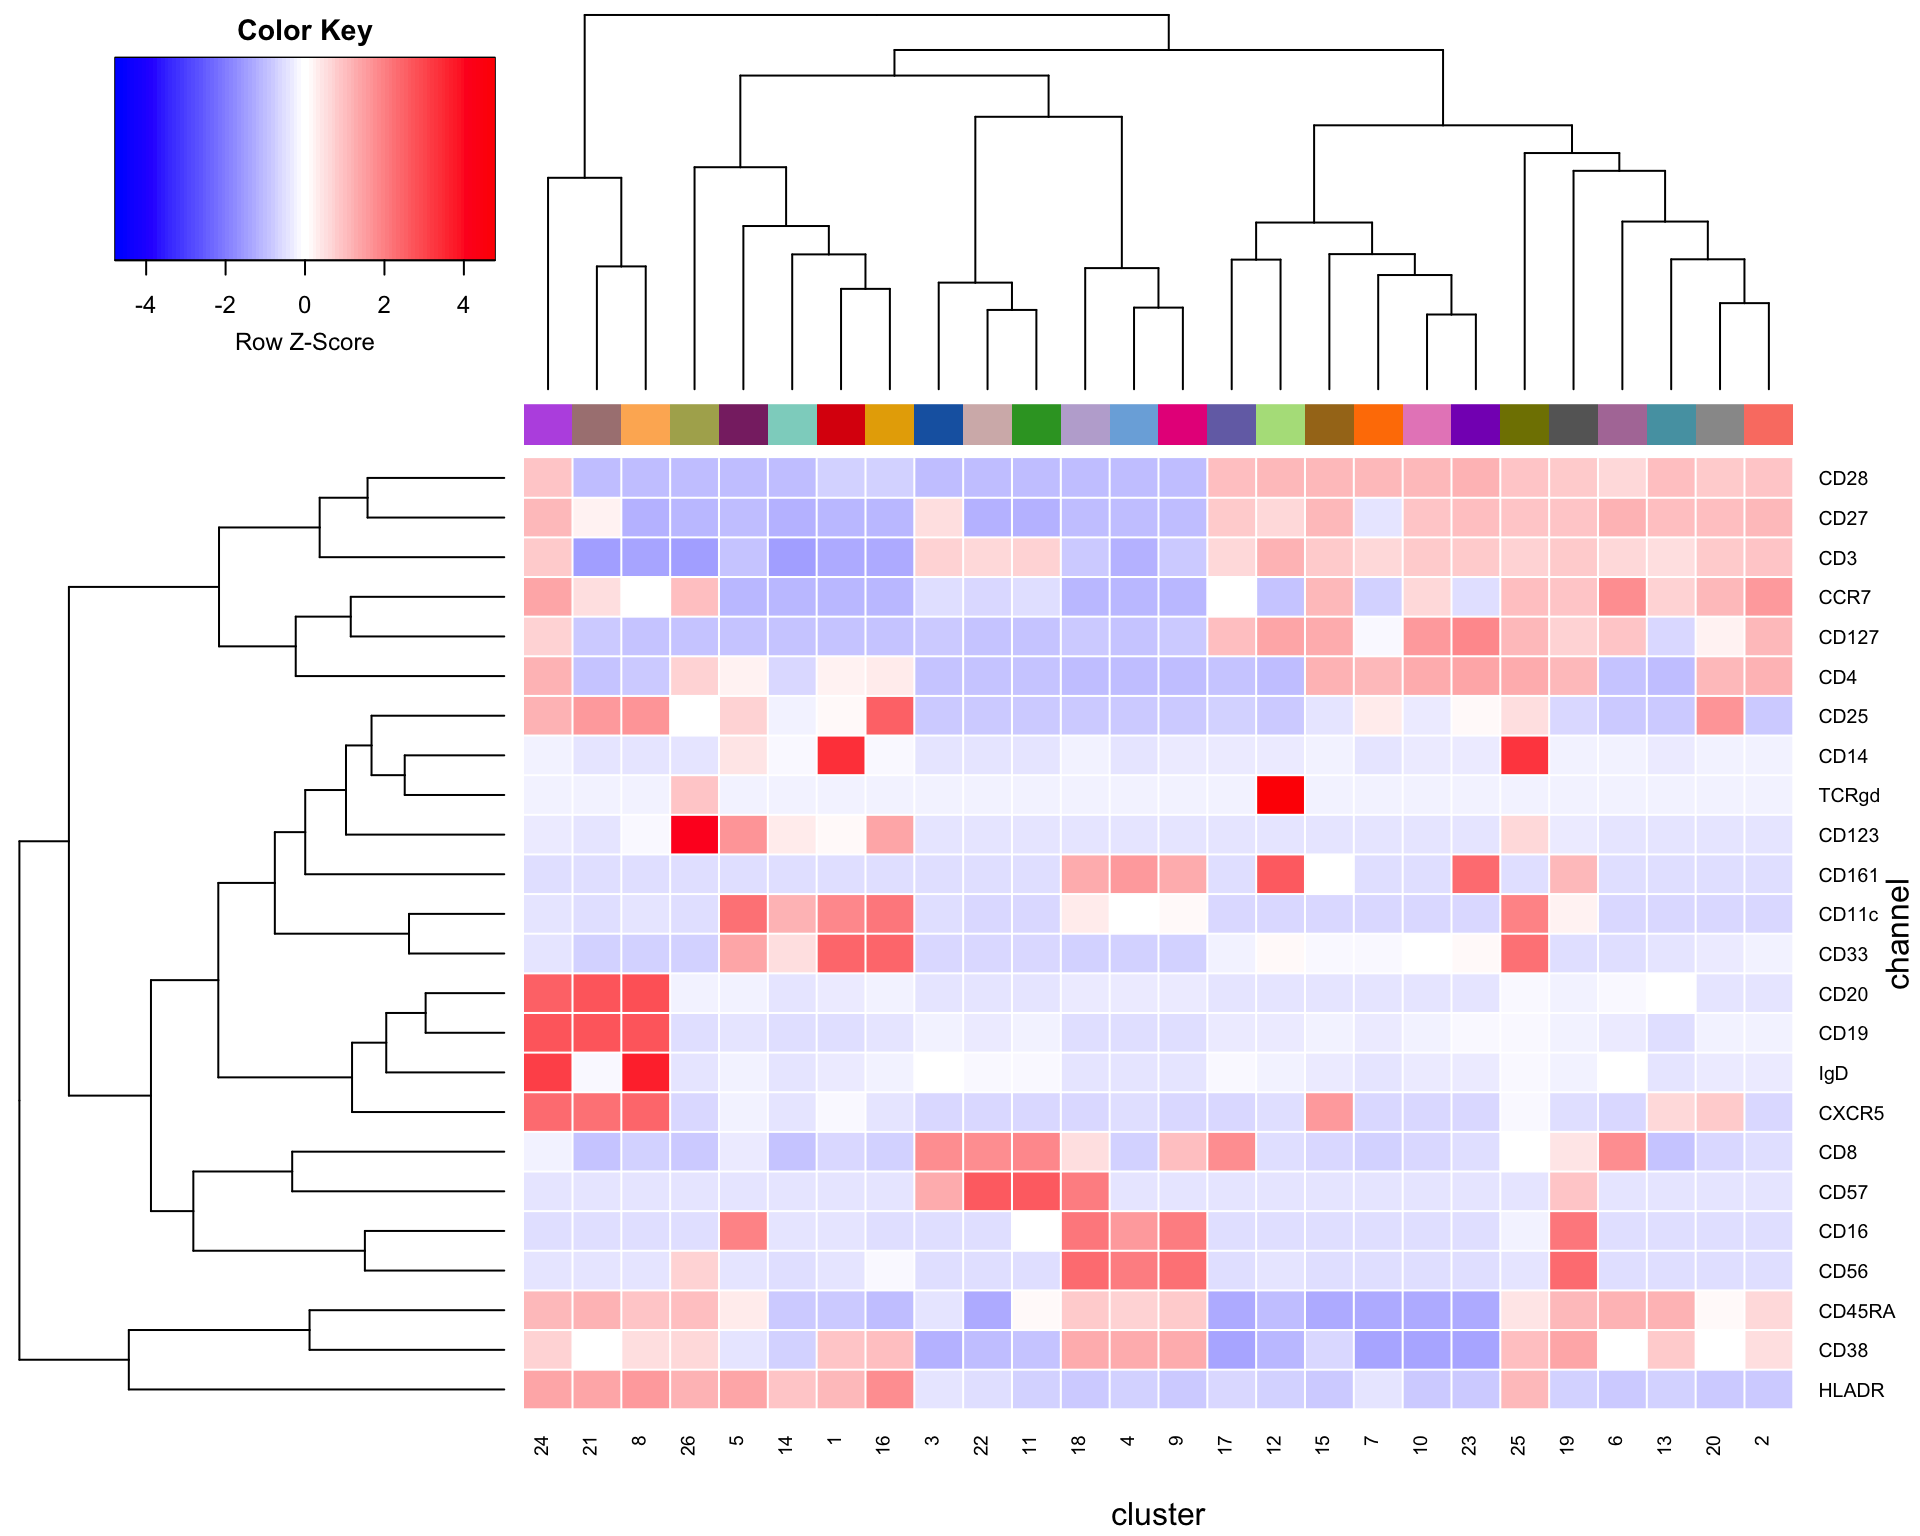 Color Key
-4 -2 0 2 4
Row Z-Score
CD28
CD27
CD3
CCR7
CD127
CD4
CD25
CD14
TCRgd
CD123
CD161
CD11c
CD33
CD20
CD19
IgD
CXCR5
CD8
CD57
CD16
CD56
CD45RA
CD38
HLADR
channel
24 21 8 26 5 14 1 16 3 22 11 18 4 9 17 12 15 7 10 23 25 19 6 13 20 2
cluster